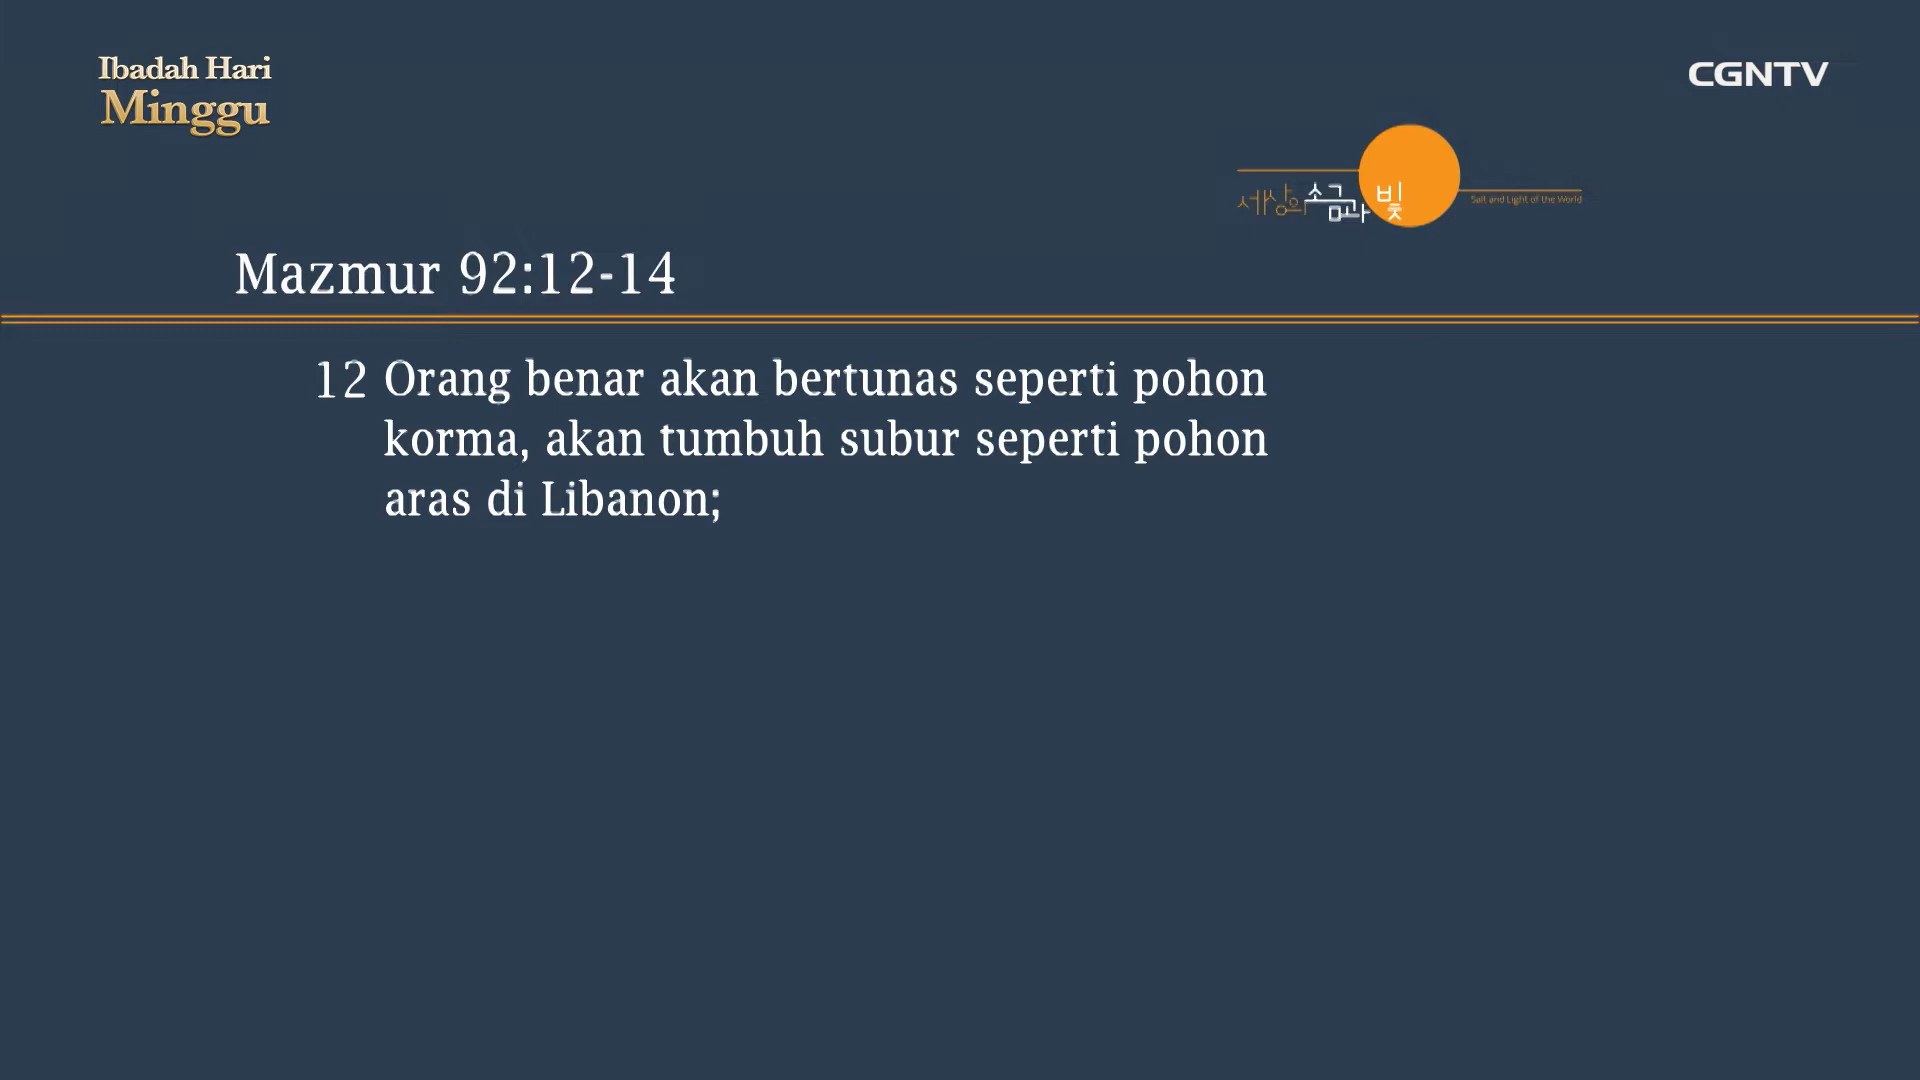 Ibadah Hari
Minggu
CGNTV
세상의 소금과 빛
Salt and Light of the World
Mazmur 92:12-14
12 Orang benar akan bertunas seperti pohon
korma, akan tumbuh subur seperti pohon
aras di Libanon;